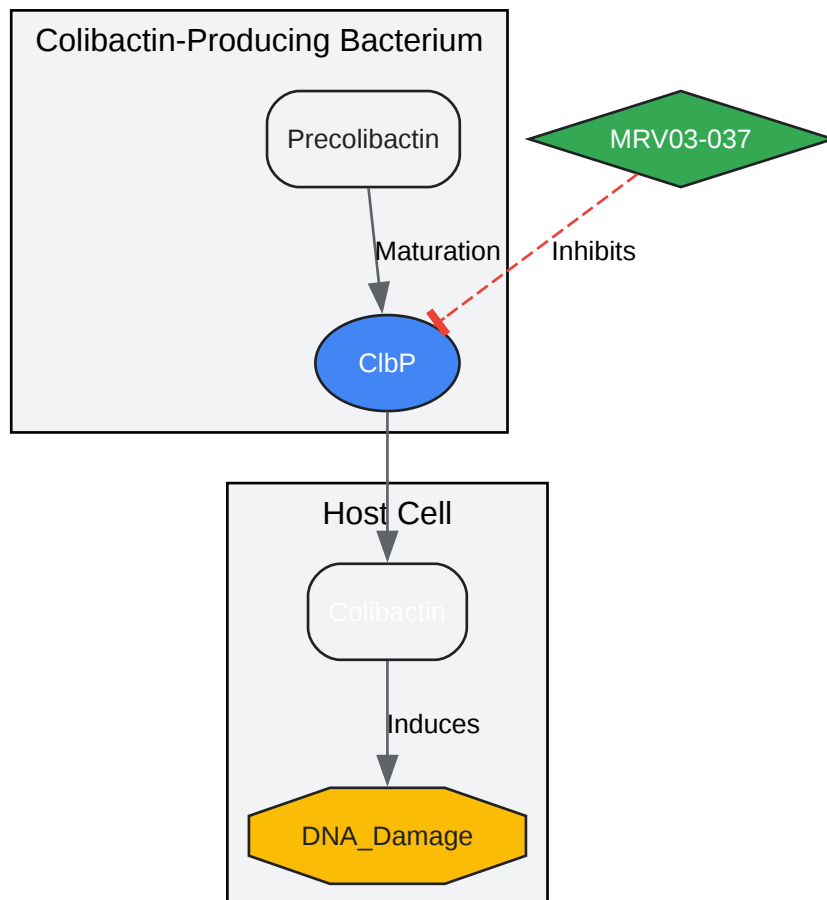 Colibactin-Producing Bacterium
Precolibactin
MRV03-037
Maturation
Inhibits
ClbP
Host Cell
Colibactin
Induces
DNA_Damage